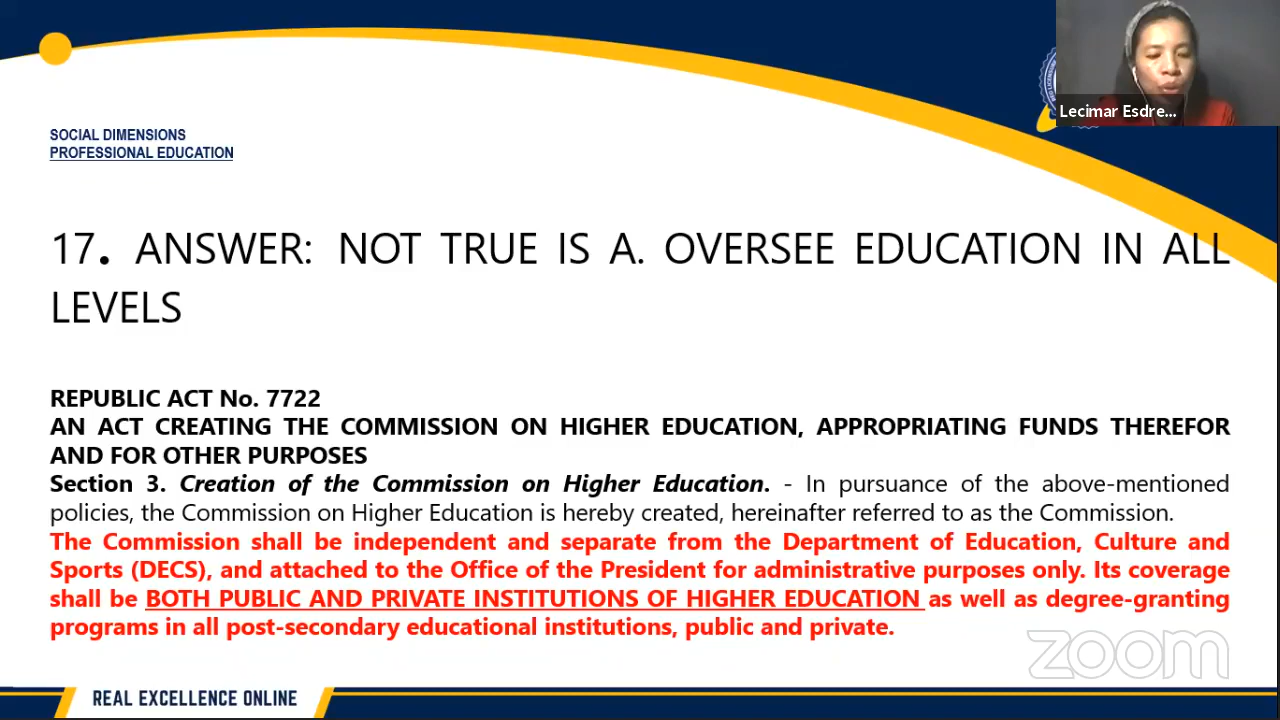 Lecimar Esdre...
SOCIAL DIMENSIONS
PROFESSIONAL EDUCATION
17. ANSWER: NOT TRUE IS A. OVERSEE EDUCATION IN ALL
LEVELS
REPUBLIC ACT No. 7722
AN ACT CREATING THE COMMISSION ON HIGHER EDUCATION, APPROPRIATING FUNDS THEREFOR
AND FOR OTHER PURPOSES
Section 3. Creation of the Commission on Higher Education. - In pursuance of the above-mentioned
policies, the Commission on Higher Education is hereby created, hereinafter referred to as the Commission.
The Commission shall be independent and separate from the Department of Education, Culture and
Sports (DECS), and attached to the Office of the President for administrative purposes only. Its coverage
shall be BOTH PUBLIC AND PRIVATE INSTITUTIONS OF HIGHER EDUCATION as well as degree-granting
programs in all post-secondary educational institutions, public and private.
zoom
REAL EXCELLENCE ONLINE